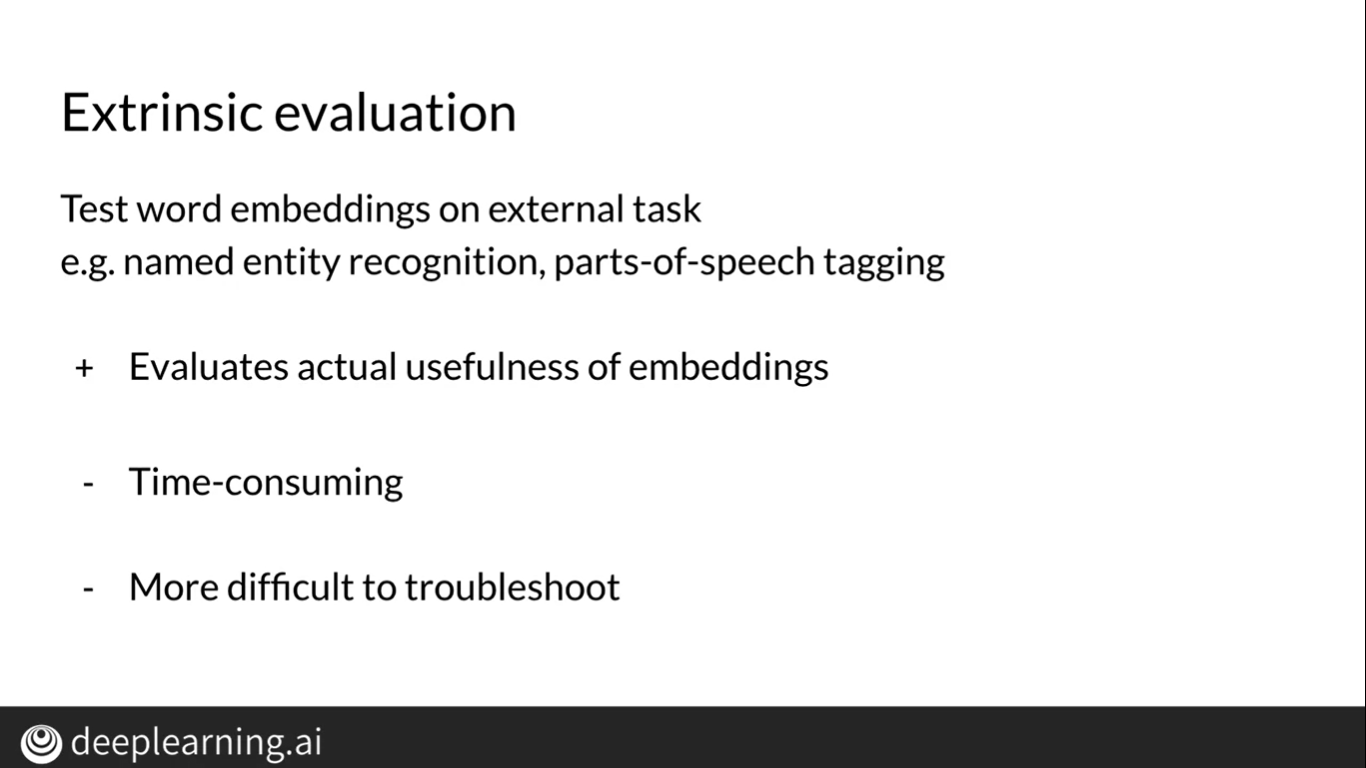 Extrinsic evaluation
Test word embeddings on external task
e.g. named entity recognition, parts-of-speech tagging
+ Evaluates actual usefulness of embeddings
- Time-consuming
- More difficult to troubleshoot
deeplearning.ai